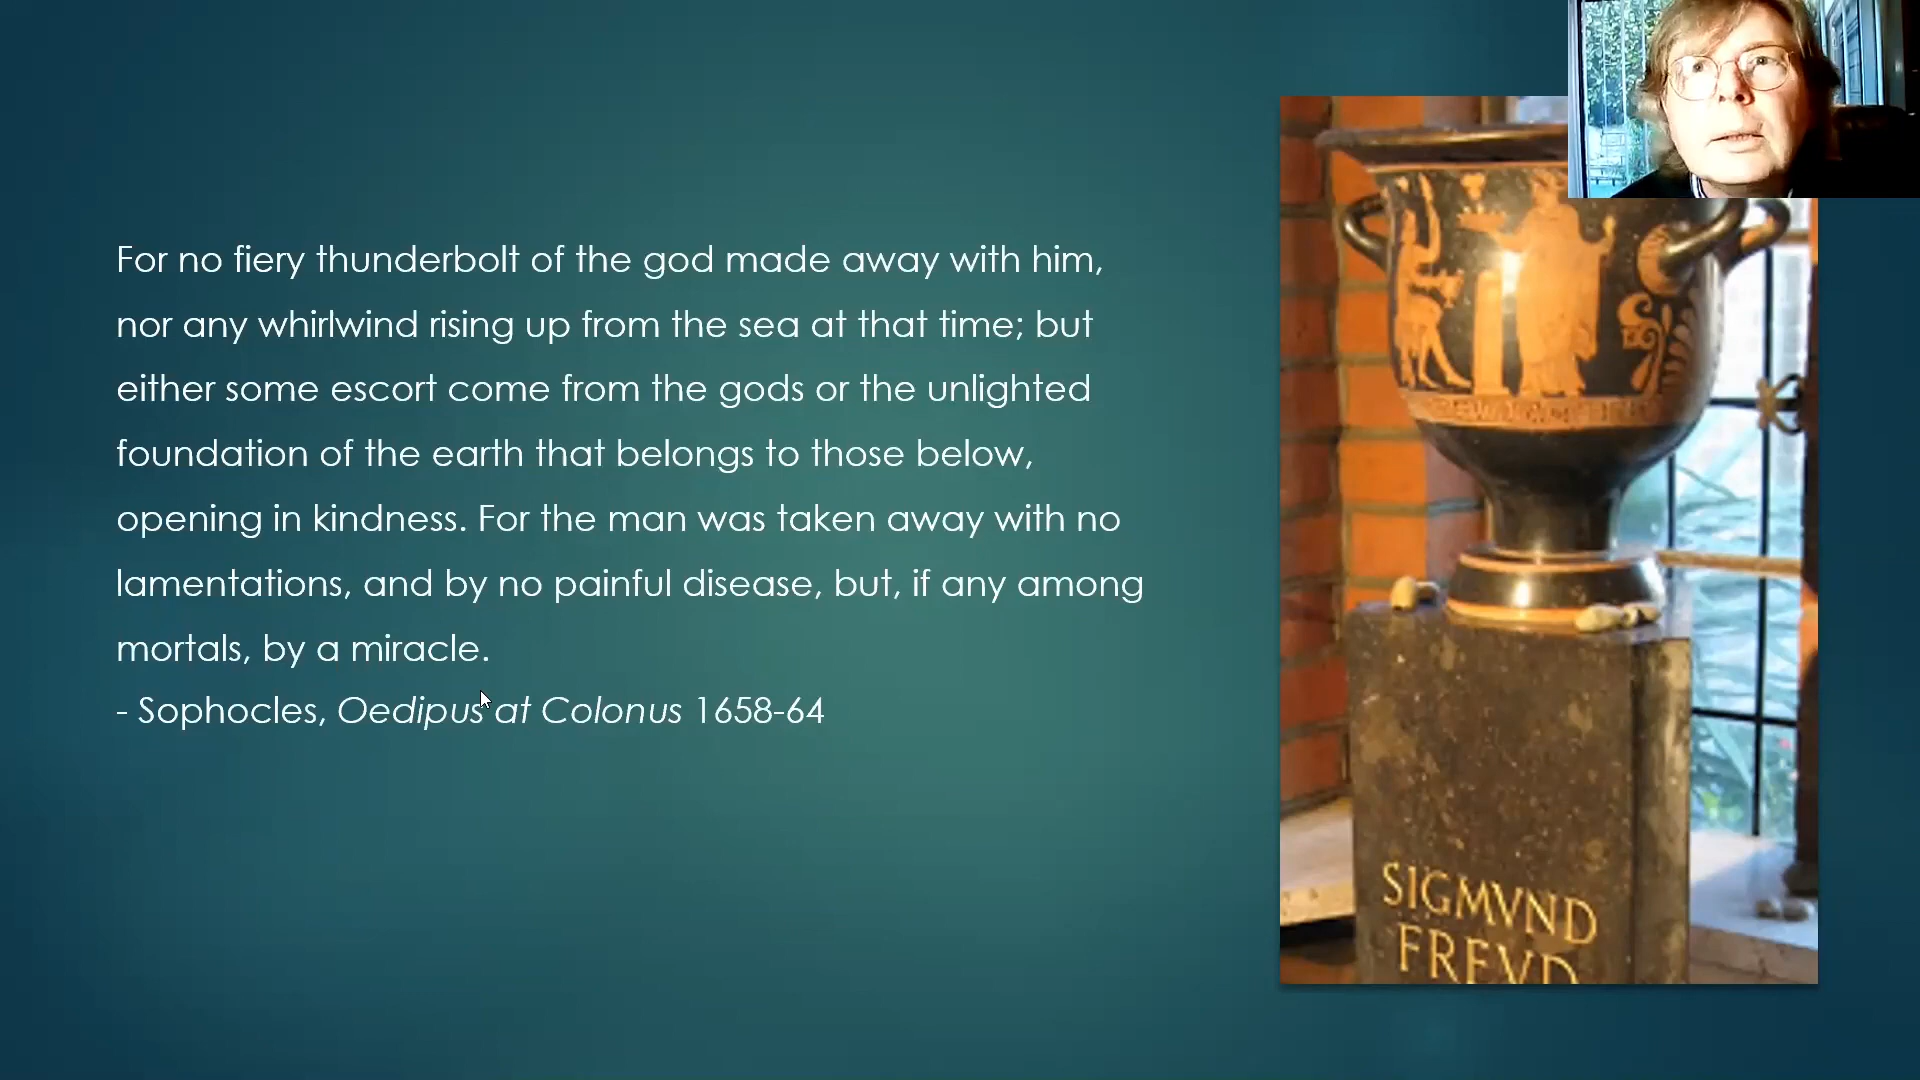 For no fiery thunderbolt of the god made away with him,
nor any whirlwind rising up from the sea at that time; but
either some escort come from the gods or the unlighted
foundation of the earth that belongs to those below,
opening in kindness. For the man was taken away with no
lamentations, and by no painful disease, but, if any among
mortals, by a miracle.
- Sophocles, Oedipus at Colonus 1658-64
SIGMVND
FREVD